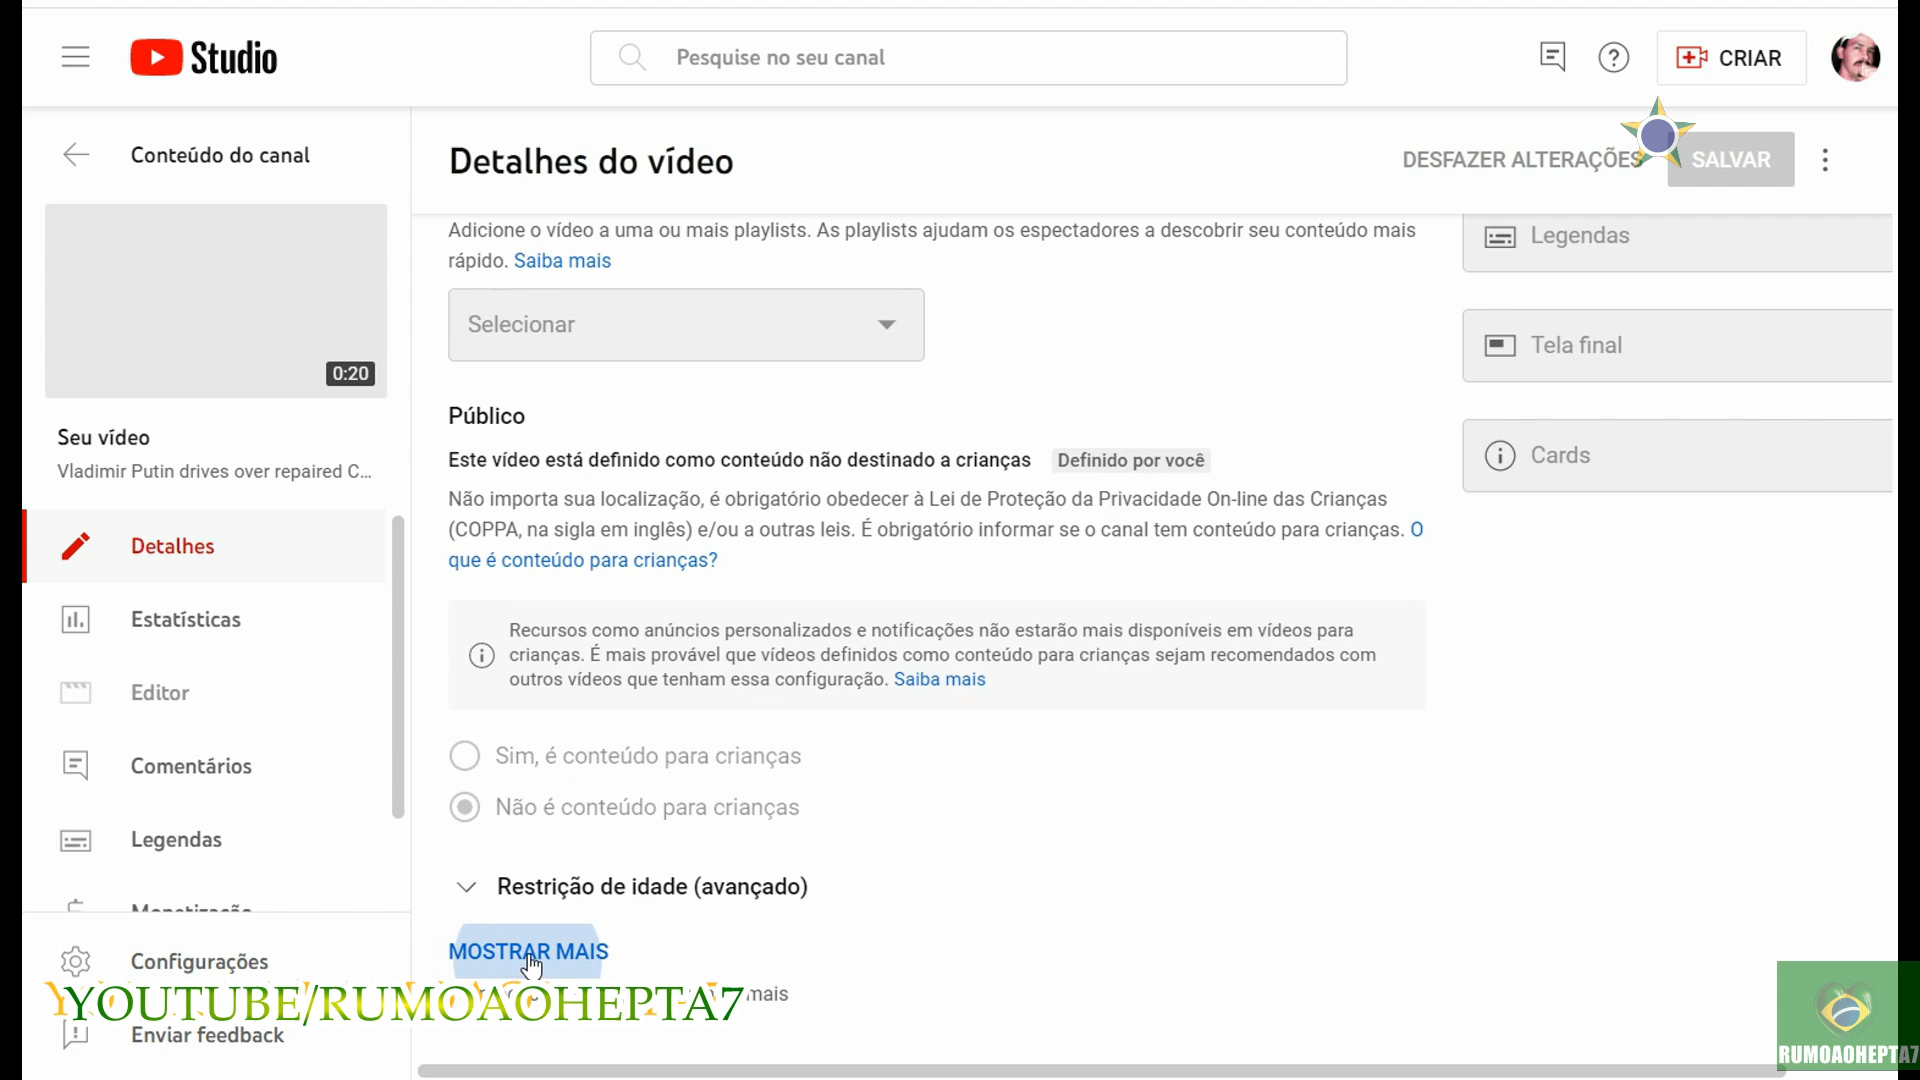 Studio
Pesquise no seu canal
CRIAR
Conteúdo do canal
Detalhes do vídeo
DESFAZER ALTERAÇÕES
SALVAR
Adicione o vídeo a uma ou mais playlists. As playlists ajudam os espectadores a descobrir seu conteúdo mais
rápido. Saiba mais
Legendas
Selecionar
Tela final
0:20
Público
Seu vídeo
Vladimir Putin drives over repaired C...
Este vídeo está definido como conteúdo não destinado a crianças
Definido por você
Cards
Não importa sua localização, é obrigatório obedecer à Lei de Proteção da Privacidade On-line das Crianças
(COPPA, na sigla em inglês) e/ou a outras leis. É obrigatório informar se o canal tem conteúdo para crianças. O
que é conteúdo para crianças?
Detalhes
Estatísticas
Editor
Comentários
Legendas
Monetização
Recursos como anúncios personalizados e notificações não estarão mais disponíveis em vídeos para
crianças. É mais provável que vídeos definidos como conteúdo para crianças sejam recomendados com
outros vídeos que tenham essa configuração. Saiba mais
Sim, é conteúdo para crianças
Não é conteúdo para crianças
Restrição de idade (avançado)
MOSTRAR MAIS
mais
Configurações
YOUTUBE/RUMOAOHEPTA7
Enviar feedback
RUMOAOHEPTA7